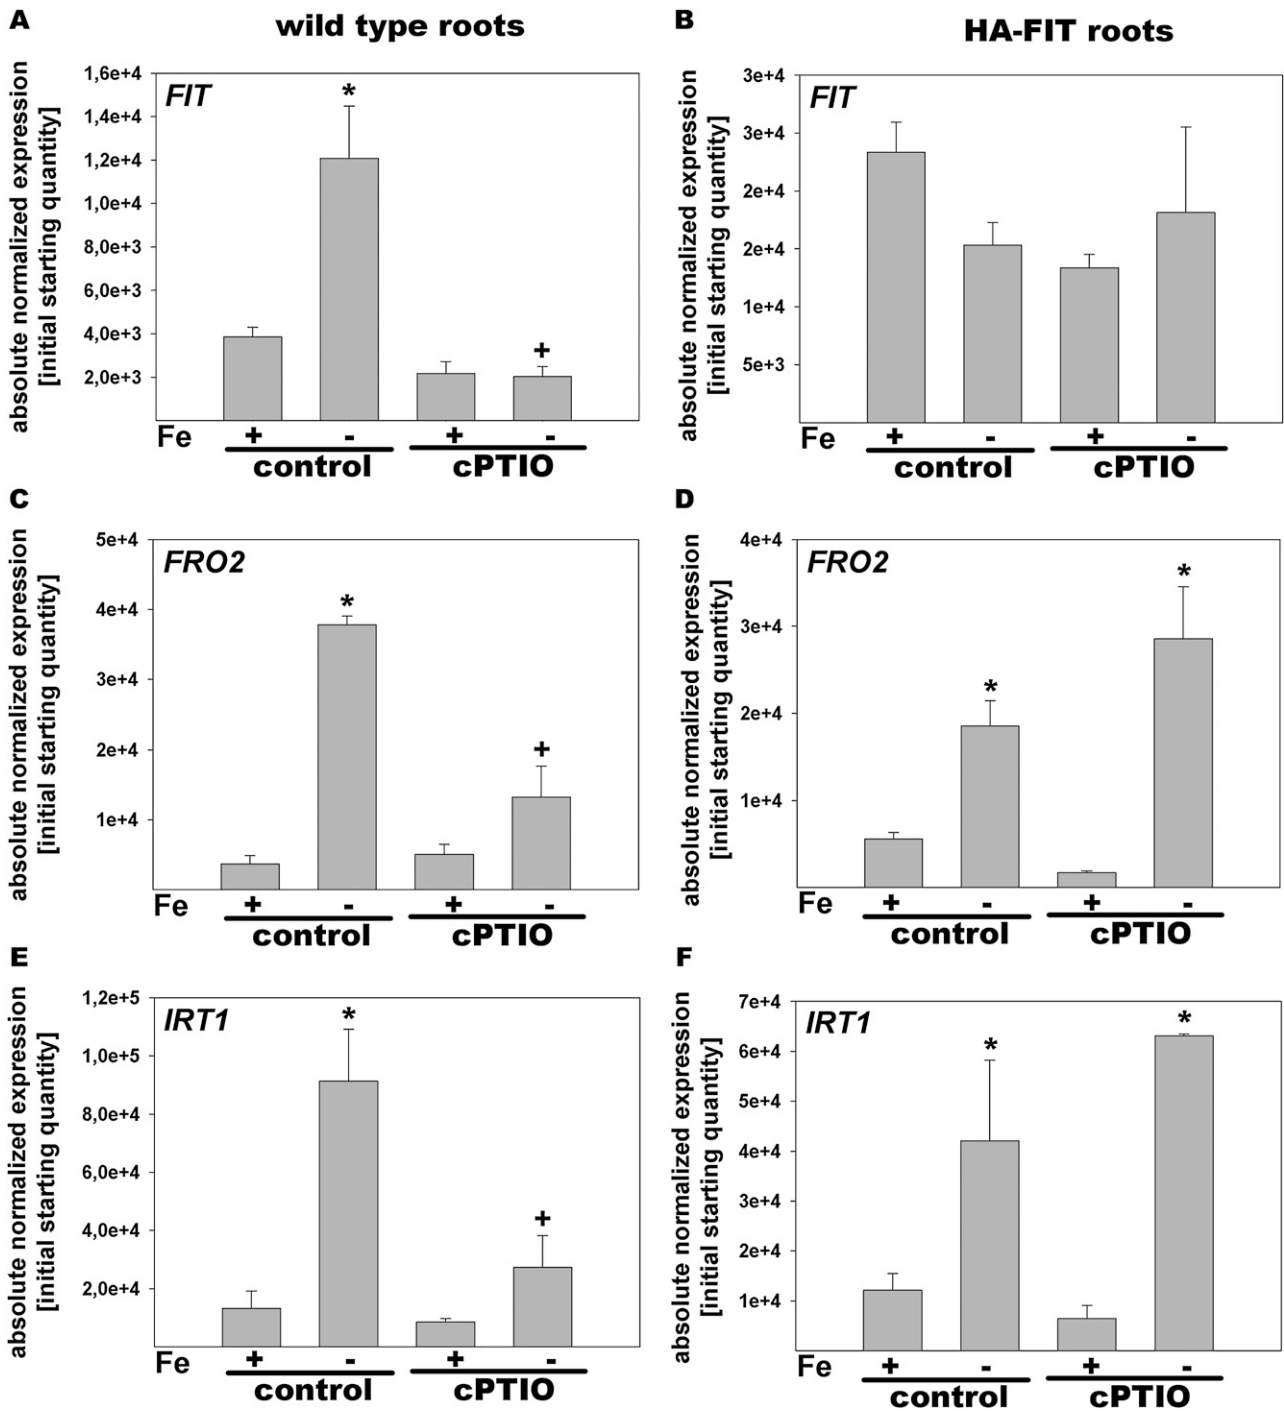 A
wild type roots
absolute normalized expression
[initial starting quantity]
FIT
*
1,6e+4
1,4e+4
1,2e+4
1,0e+4
8,0e+3
6,0e+3
4,0e+3
2,0e+3
+
Fe + - + -
control cPTIO
B
HA-FIT roots
absolute normalized expression
[initial starting quantity]
FIT
3e+4
3e+4
2e+4
2e+4
1e+4
5e+3
Fe + - + -
control cPTIO
C
absolute normalized expression
[initial starting quantity]
FRO2
*
5e+4
4e+4
3e+4
2e+4
1e+4
+
Fe + - + -
control cPTIO
D
absolute normalized expression
[initial starting quantity]
FRO2
*
*
4e+4
3e+4
2e+4
1e+4
Fe + - + -
control cPTIO
E
absolute normalized expression
[initial starting quantity]
IRT1
*
1,2e+5
1,0e+5
8,0e+4
6,0e+4
4,0e+4
2,0e+4
+
Fe + - + -
control cPTIO
F
absolute normalized expression
[initial starting quantity]
IRT1
*
*
7e+4
6e+4
5e+4
4e+4
3e+4
2e+4
1e+4
Fe + - + -
control cPTIO